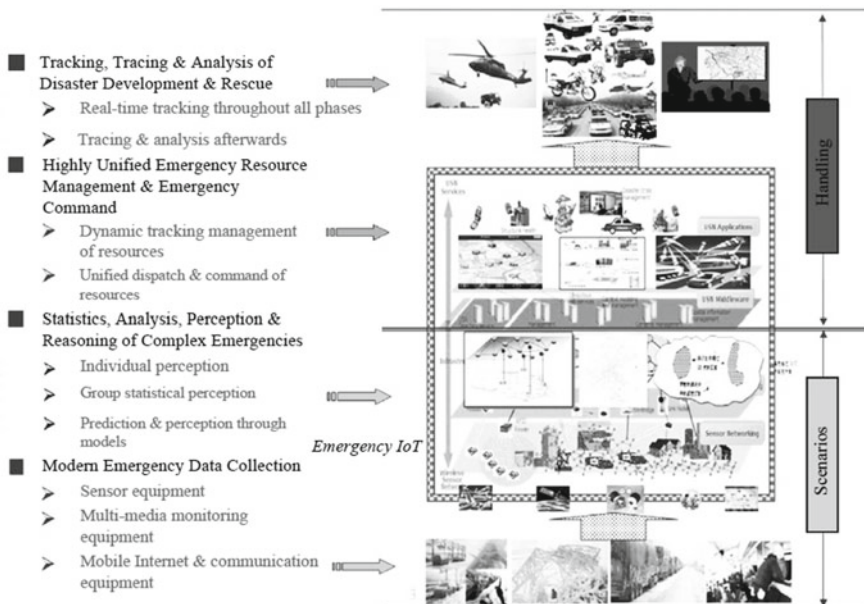 Tracking, Tracing & Analysis of
Disaster Development & Rescue
Real-time tracking throughout all phases
Tracing & analysis afterwards
Highly Unified Emergency Resource
Management & Emergency
Command
Dynamic tracking management
of resources
Unified dispatch & command of
resources
Statistics, Analysis, Perception &
Reasoning of Complex Emergencies
Individual perception
Group statistical perception
Prediction & perception through
models
Emergency IoT
Modern Emergency Data Collection
Sensor equipment
Multi-media monitoring
equipment
Mobile Internet & communication
equipment
USN
Services
USN Applications
USN Middleware
Sensor Networking
Handling
Scenarios